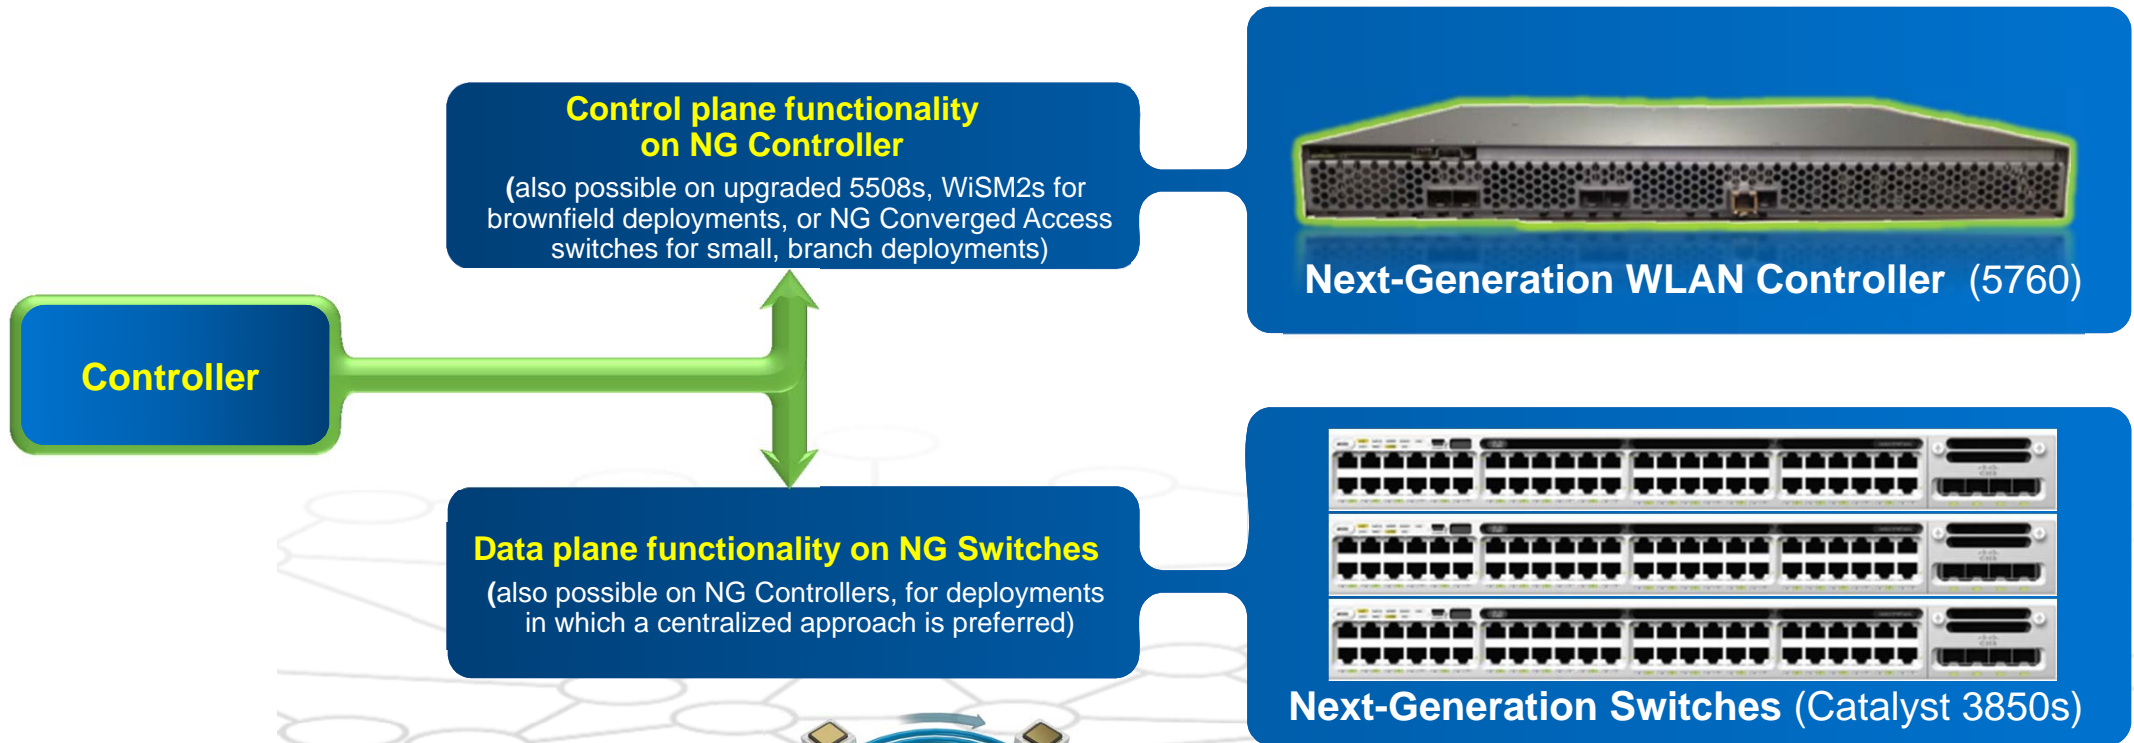 Control plane functionality
on NG Controller
(also possible on upgraded 5508s, WiSM2s for
brownfield deployments, or NG Converged Access
switches for small, branch deployments)
Next-Generation WLAN Controller (5760)
Controller
Data plane functionality on NG Switches
(also possible on NG Controllers, for deployments
in which a centralized approach is preferred)
Next-Generation Switches (Catalyst 3850s)